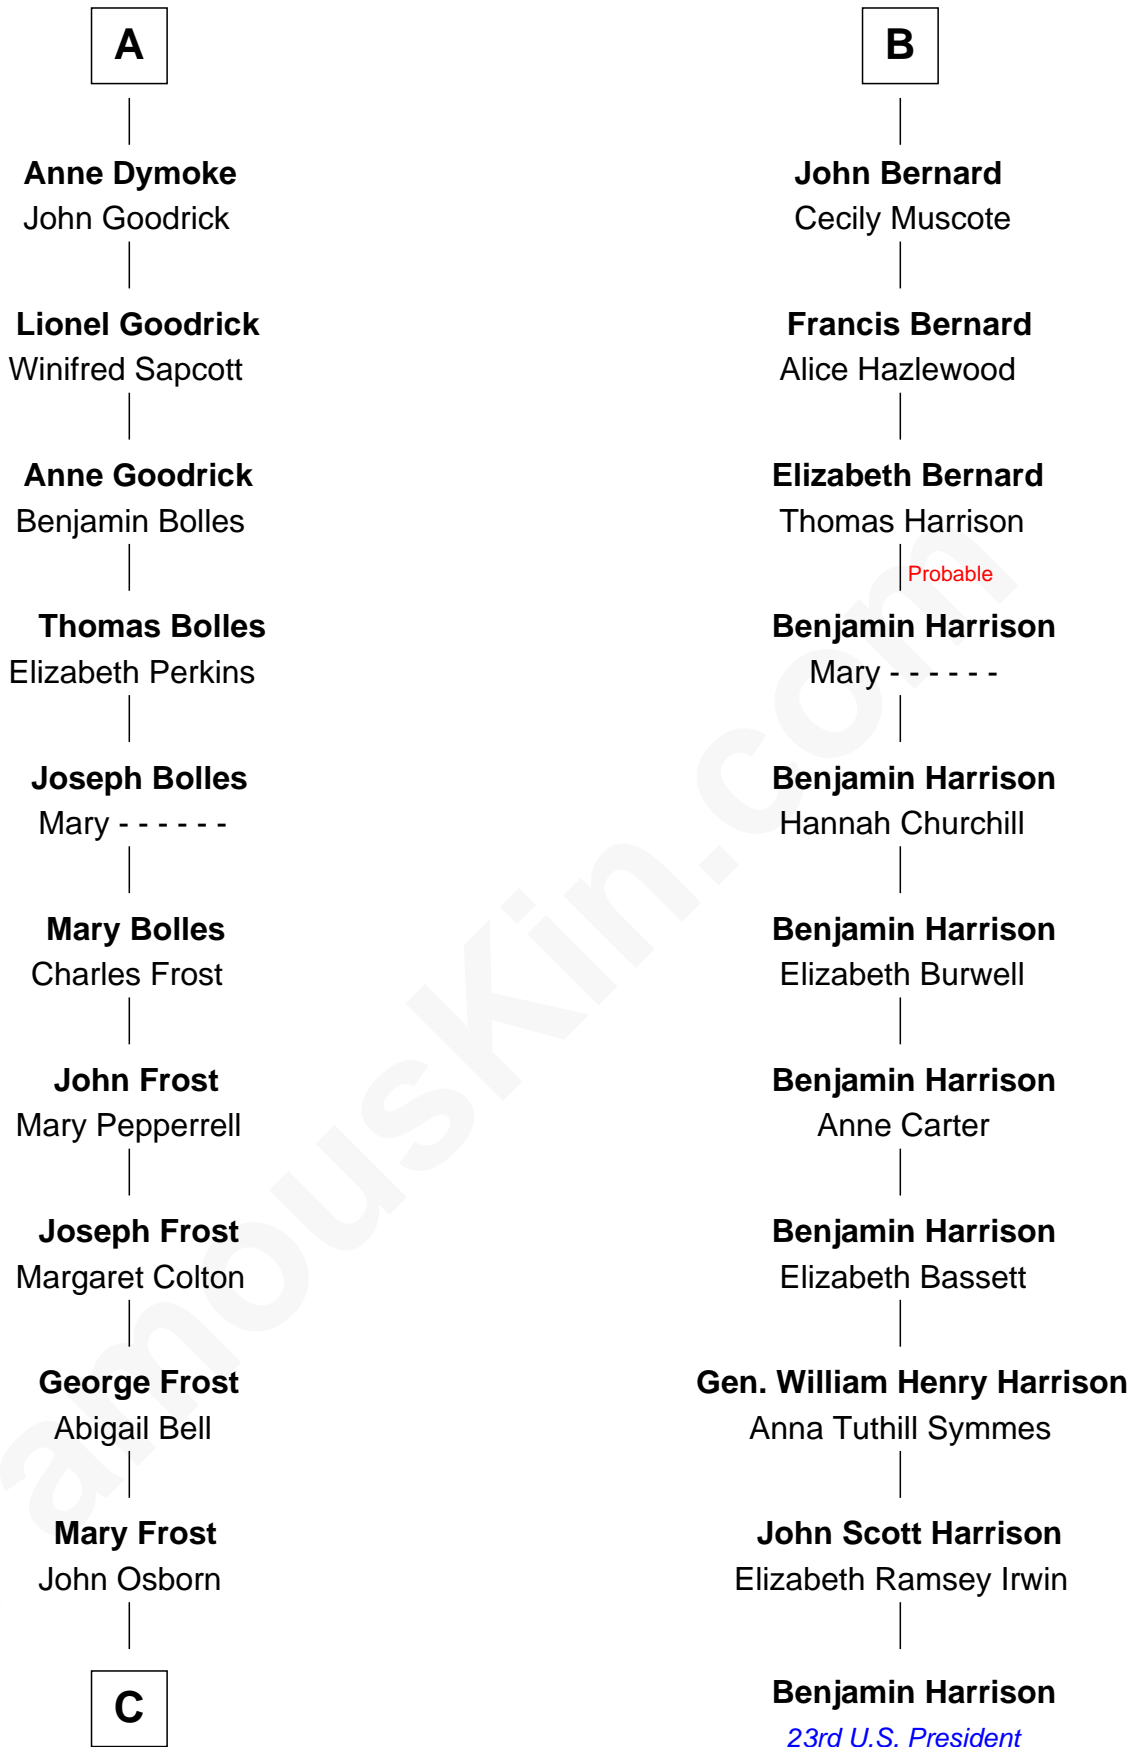 A
Anne Dymoke
John Goodrick
Lionel Goodrick
Winifred Sapcott
Anne Goodrick
Benjamin Bolles
Thomas Bolles
Elizabeth Perkins
Joseph Bolles
Mary - - - - - -
Mary Bolles
Charles Frost
John Frost
Mary Pepperrell
Joseph Frost
Margaret Colton
George Frost
Abigail Bell
Mary Frost
John Osborn
C
B
John Bernard
Cecily Muscote
Francis Bernard
Alice Hazlewood
Elizabeth Bernard
Thomas Harrison
Probable
Benjamin Harrison
Mary - - - - - -
Benjamin Harrison
Hannah Churchill
Benjamin Harrison
Elizabeth Burwell
Benjamin Harrison
Anne Carter
Benjamin Harrison
Elizabeth Bassett
Gen. William Henry Harrison
Anna Tuthill Symmes
John Scott Harrison
Elizabeth Ramsey Irwin
Benjamin Harrison
23rd U.S. President
amousKin.com